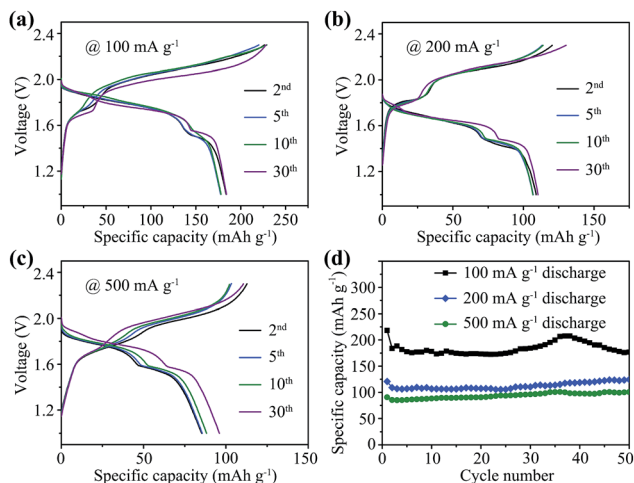 (a)
@ 100 mA g⁻¹
2.4
2.0
1.6
1.2
Voltage (V)
2ⁿᵈ
5ᵗʰ
10ᵗʰ
30ᵗʰ
0 50 100 150 200 250
Specific capacity (mAh g⁻¹)
(b)
@ 200 mA g⁻¹
2.4
2.0
1.6
1.2
Voltage (V)
2ⁿᵈ
5ᵗʰ
10ᵗʰ
30ᵗʰ
0 50 100 150
Specific capacity (mAh g⁻¹)
(c)
@ 500 mA g⁻¹
2.4
2.0
1.6
1.2
Voltage (V)
2ⁿᵈ
5ᵗʰ
10ᵗʰ
30ᵗʰ
0 50 100 150
Specific capacity (mAh g⁻¹)
(d)
100 mA g⁻¹ discharge
200 mA g⁻¹ discharge
500 mA g⁻¹ discharge
350
300
250
200
150
100
50
0
Specific capacity (mAh g⁻¹)
0 10 20 30 40 50
Cycle number